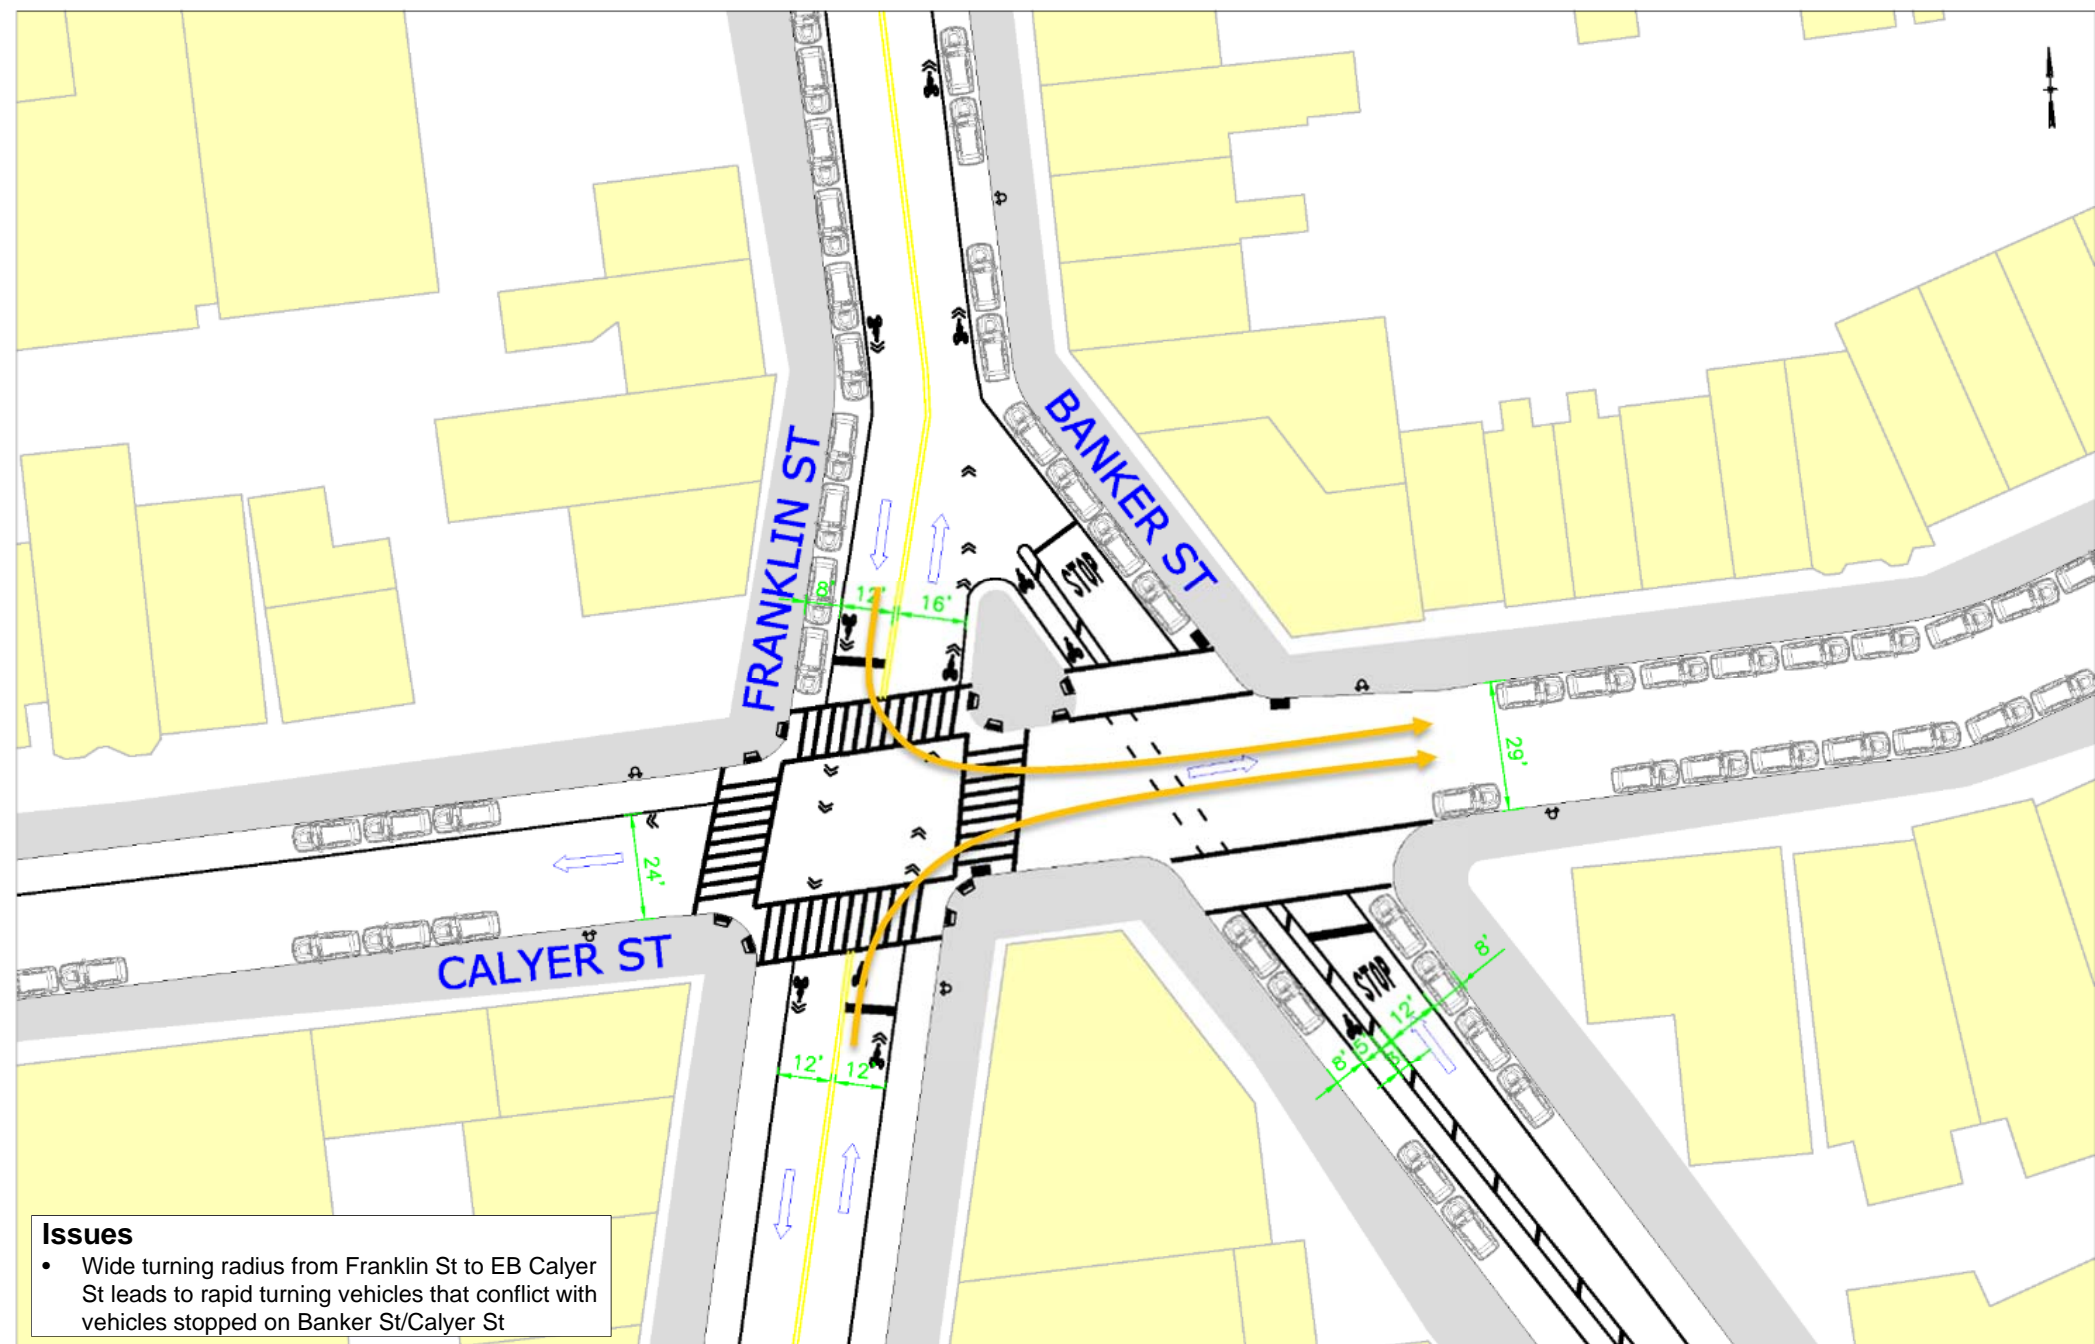 BANKER ST
FRANKLIN ST
STOP
8'
12'
16'
29'
24'
CALYER ST
8'
STOP
12'
5'
8'
12'
12'
Issues
• Wide turning radius from Franklin St to EB Calyer
St leads to rapid turning vehicles that conflict with
vehicles stopped on Banker St/Calyer St